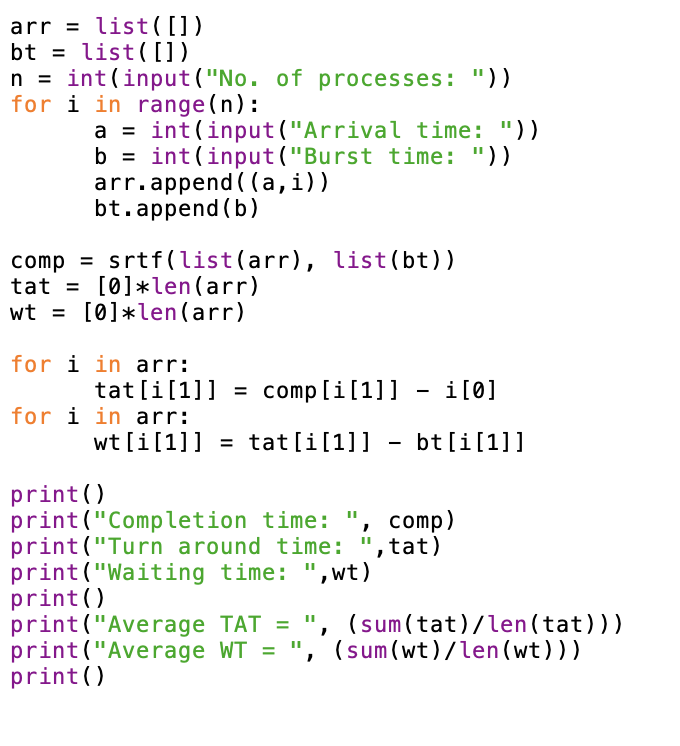 arr = list([])
bt = list([])
n = int(input("No. of processes: "))
for i in range(n):
      a = int(input("Arrival time: "))
      b = int(input("Burst time: "))
      arr.append((a,i))
      bt.append(b)

comp = srtf(list(arr), list(bt))
tat = [0]*len(arr)
wt = [0]*len(arr)

for i in arr:
      tat[i[1]] = comp[i[1]] - i[0]
for i in arr:
      wt[i[1]] = tat[i[1]] - bt[i[1]]

print()
print("Completion time: ", comp)
print("Turn around time: ",tat)
print("Waiting time: ",wt)
print()
print("Average TAT = ", (sum(tat)/len(tat)))
print("Average WT = ", (sum(wt)/len(wt)))
print()